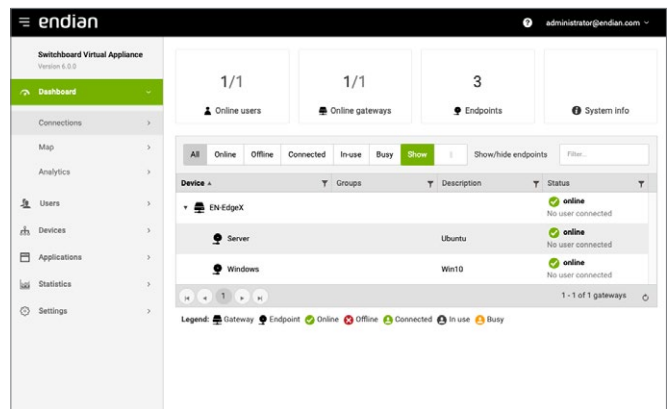 endian
administrator@endian.com
Switchboard Virtual Appliance
Version 6.0.0
Dashboard
Connections
Map
Analytics
Users
Devices
Applications
Statistics
Settings
1/1
Online users
1/1
Online gateways
3
Endpoints
System info
All Online Offline Connected In-use Busy Show Show/hide endpoints Filter...
Device Groups Description Status
EN-EdgeX online
No user connected
Server Ubuntu online
No user connected
Windows Win10 online
No user connected
1 1 - 1 of 1 gateways
Legend: Gateway Endpoint Online Offline Connected In use Busy